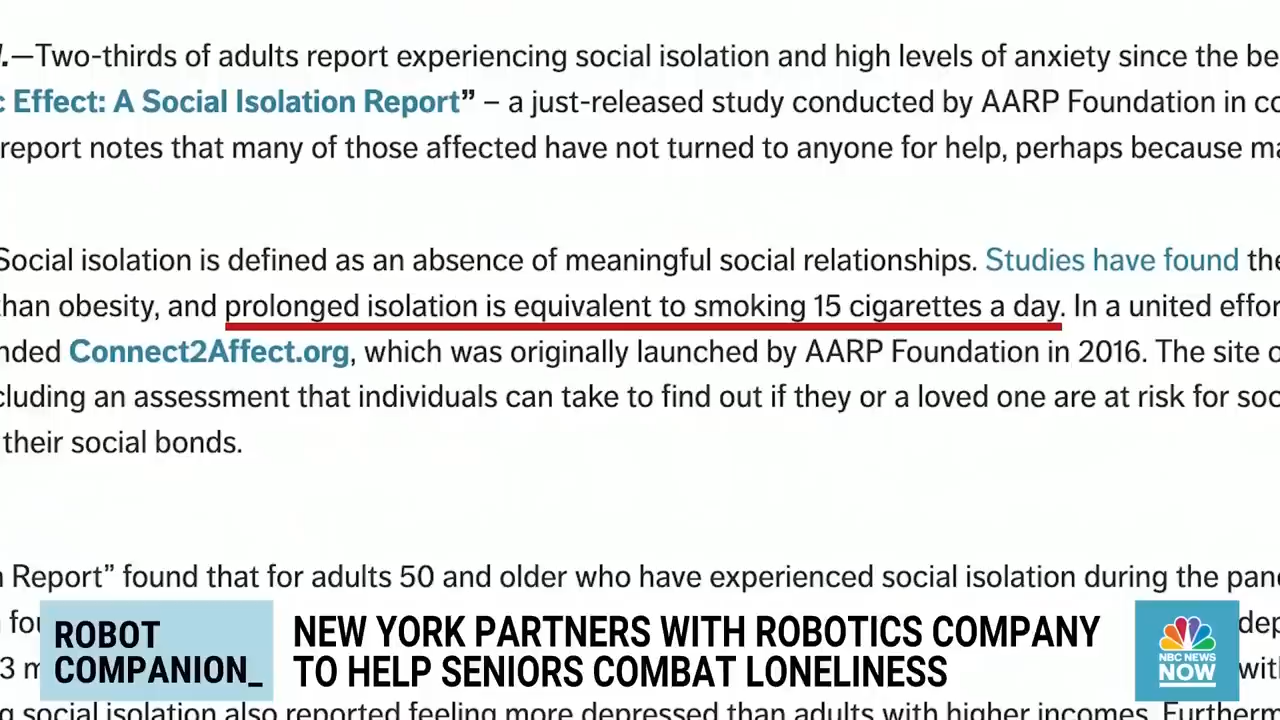 .—Two-thirds of adults report experiencing social isolation and high levels of anxiety since the be
Effect: A Social Isolation Report” – a just-released study conducted by AARP Foundation in co
report notes that many of those affected have not turned to anyone for help, perhaps because ma
Social isolation is defined as an absence of meaningful social relationships. Studies have found the
than obesity, and prolonged isolation is equivalent to smoking 15 cigarettes a day. In a united effor
nded Connect2Affect.org, which was originally launched by AARP Foundation in 2016. The site o
cluding an assessment that individuals can take to find out if they or a loved one are at risk for soc
their social bonds.
n Report” found that for adults 50 and older who have experienced social isolation during the pan
fou
dep
3 m
with
ROBOT
COMPANION_
NEW YORK PARTNERS WITH ROBOTICS COMPANY
TO HELP SENIORS COMBAT LONELINESS
NBC NEWS
NOW
g social isolation also reported feeling more depressed than adults with higher incomes. Furtherm